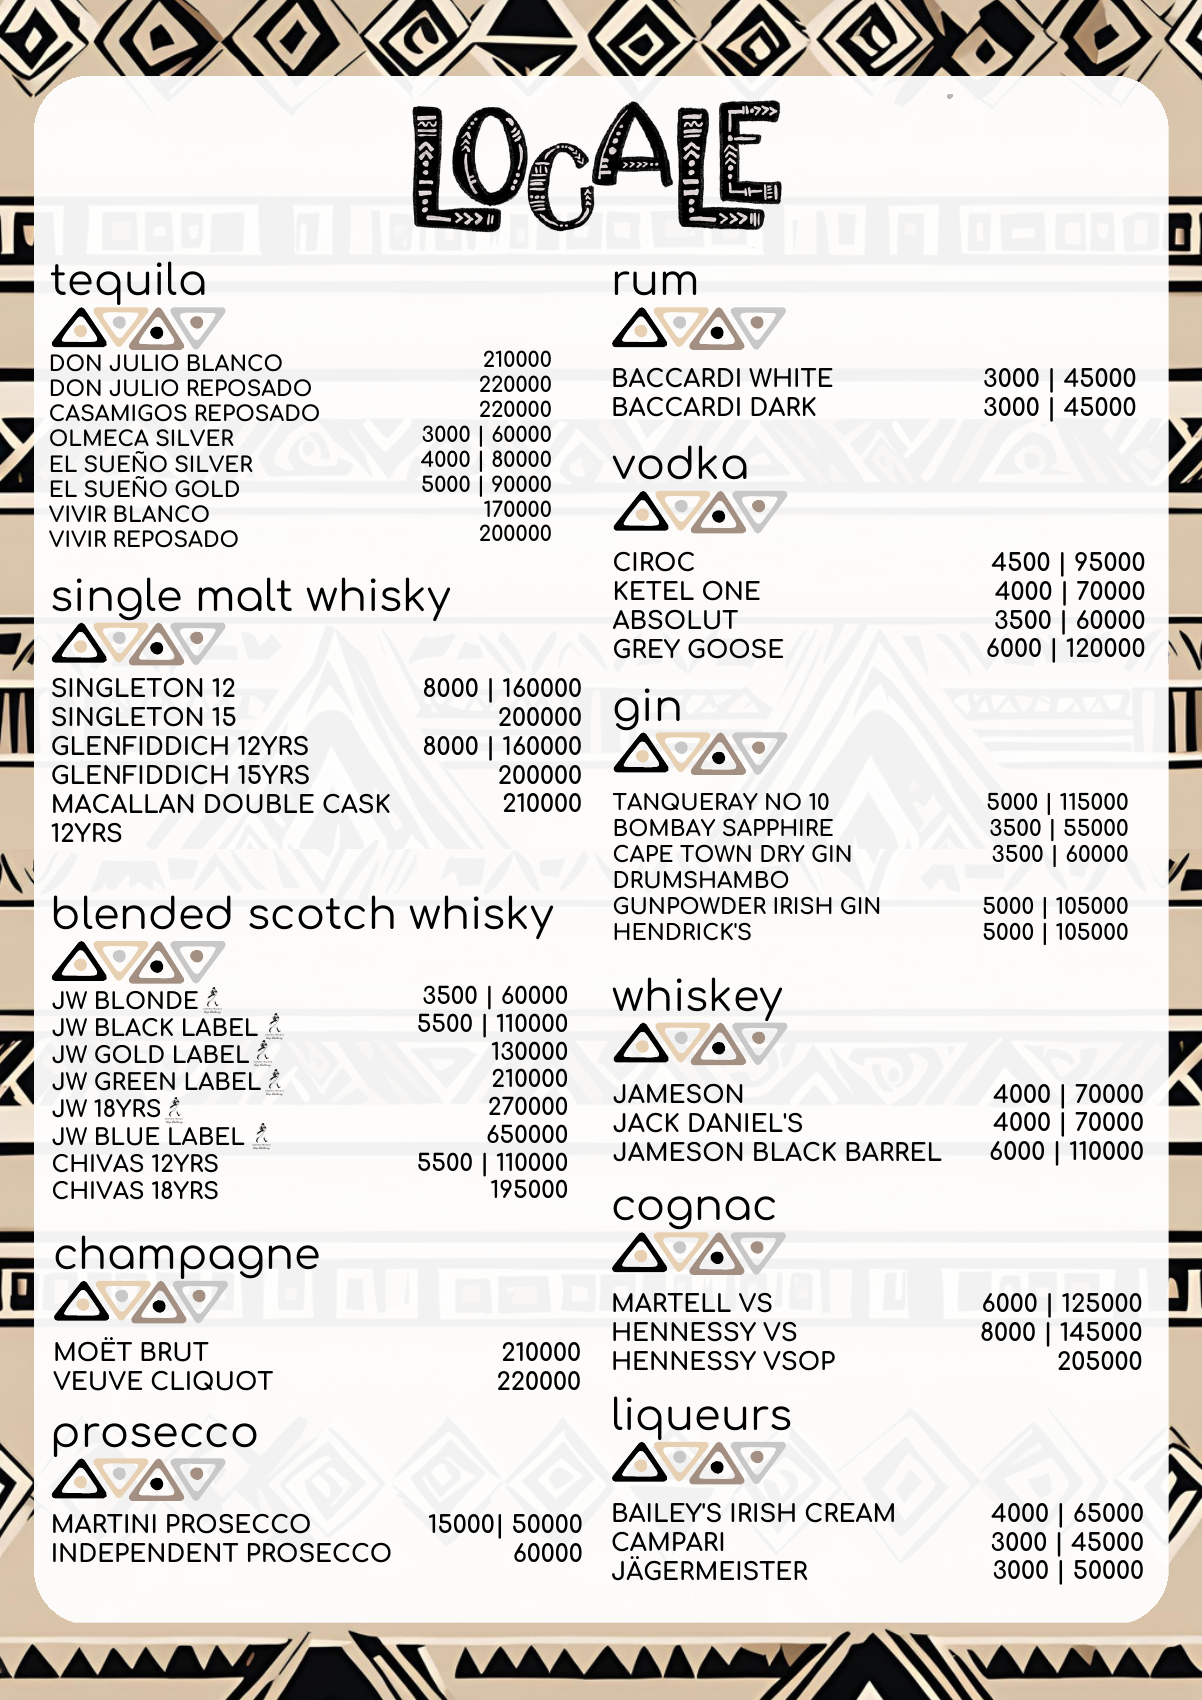 LOCALE
tequila
DON JULIO BLANCO 210000
DON JULIO REPOSADO 220000
CASAMIGOS REPOSADO 220000
OLMECA SILVER 3000 | 60000
EL SUEÑO SILVER 4000 | 80000
EL SUEÑO GOLD 5000 | 90000
VIVIR BLANCO 170000
VIVIR REPOSADO 200000
single malt whisky
SINGLETON 12 8000 | 160000
SINGLETON 15 200000
GLENFIDDICH 12YRS 8000 | 160000
GLENFIDDICH 15YRS 200000
MACALLAN DOUBLE CASK 210000
12YRS
blended scotch whisky
JW BLONDE 3500 | 60000
JW BLACK LABEL 5500 | 110000
JW GOLD LABEL 130000
JW GREEN LABEL 210000
JW 18YRS 270000
JW BLUE LABEL 650000
CHIVAS 12YRS 5500 | 110000
CHIVAS 18YRS 195000
champagne
MOËT BRUT 210000
VEUVE CLIQUOT 220000
prosecco
MARTINI PROSECCO 15000| 50000
INDEPENDENT PROSECCO 60000
rum
BACCARDI WHITE 3000 | 45000
BACCARDI DARK 3000 | 45000
vodka
CIROC 4500 | 95000
KETEL ONE 4000 | 70000
ABSOLUT 3500 | 60000
GREY GOOSE 6000 | 120000
gin
TANQUERAY NO 10 5000 | 115000
BOMBAY SAPPHIRE 3500 | 55000
CAPE TOWN DRY GIN 3500 | 60000
DRUMSHAMBO
GUNPOWDER IRISH GIN 5000 | 105000
HENDRICK'S 5000 | 105000
whiskey
JAMESON 4000 | 70000
JACK DANIEL'S 4000 | 70000
JAMESON BLACK BARREL 6000 | 110000
cognac
MARTELL VS 6000 | 125000
HENNESSY VS 8000 | 145000
HENNESSY VSOP 205000
liqueurs
BAILEY'S IRISH CREAM 4000 | 65000
CAMPARI 3000 | 45000
JÄGERMEISTER 3000 | 50000